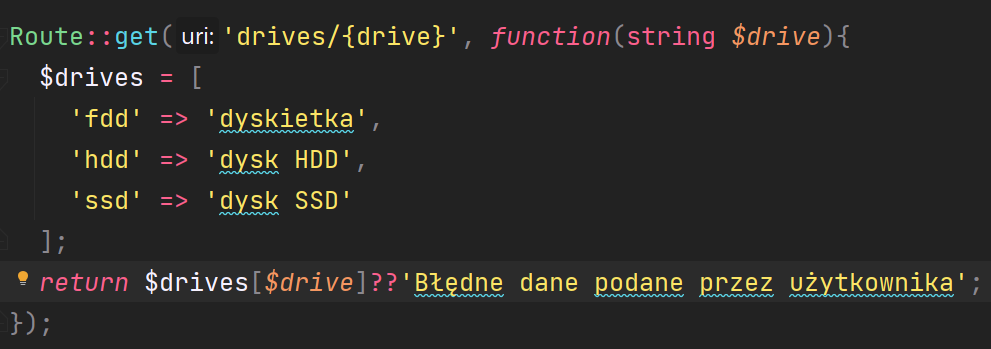 Route::get( uri: 'drives/{drive}', function(string $drive){
$drives = [
'fdd' => 'dyskietka',
'hdd' => 'dysk HDD',
'ssd' => 'dysk SSD'
];
return $drives[$drive]??'Błędne dane podane przez użytkownika';
});